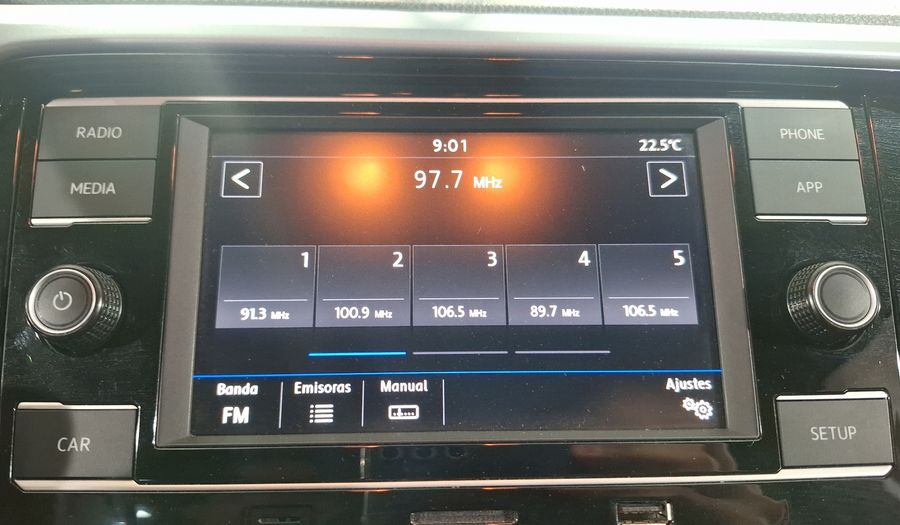 RADIO
MEDIA
CAR
9:01
22.5°C
<
97.7 MHz
>
1
2
3
4
5
91.3 MHz
100.9 MHz
106.5 MHz
89.7 MHz
106.5 MHz
Banda
Emisoras
Manual
Ajustes
FM
PHONE
APP
SETUP